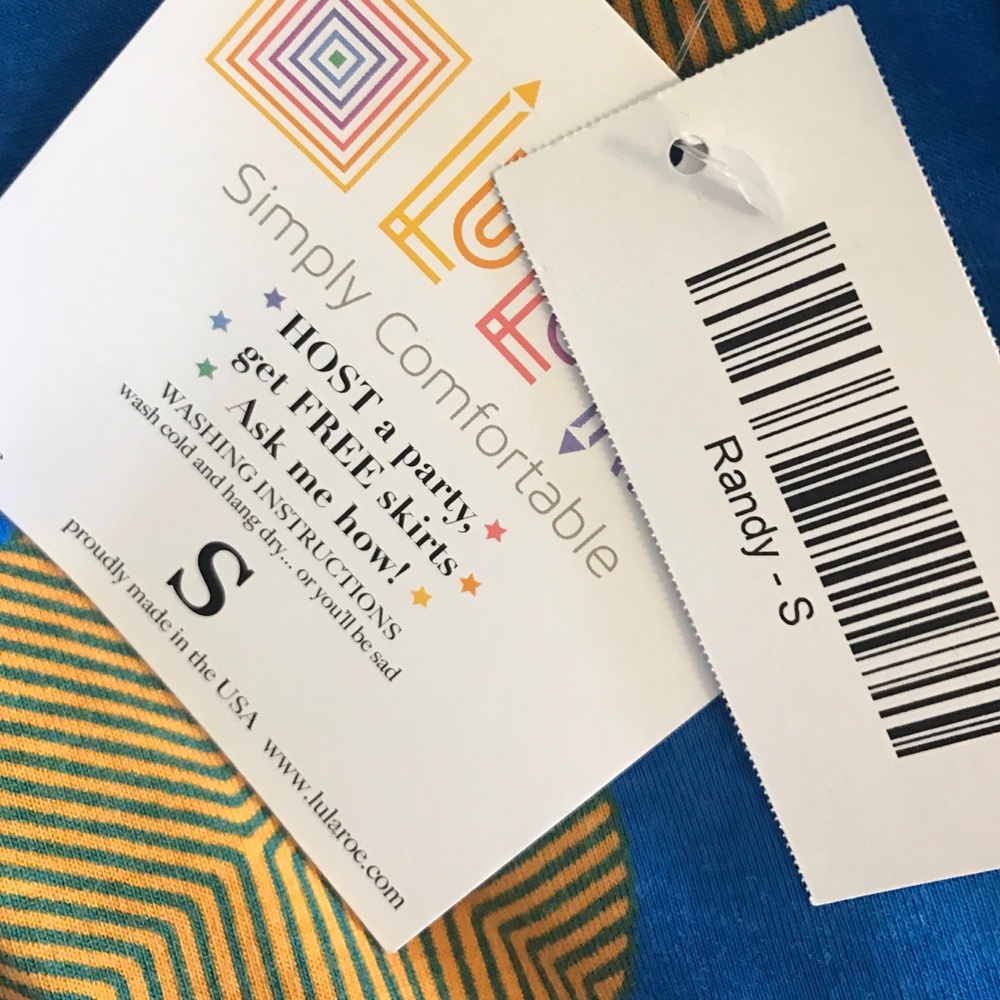 Simply Comfortable
HOST a party,
get FREE skirts
Ask me how!
WASHING INSTRUCTIONS
wash cold and hang dry... or you'll be sad
S
proudly made in the USA www.lularoe.com
Randy - S